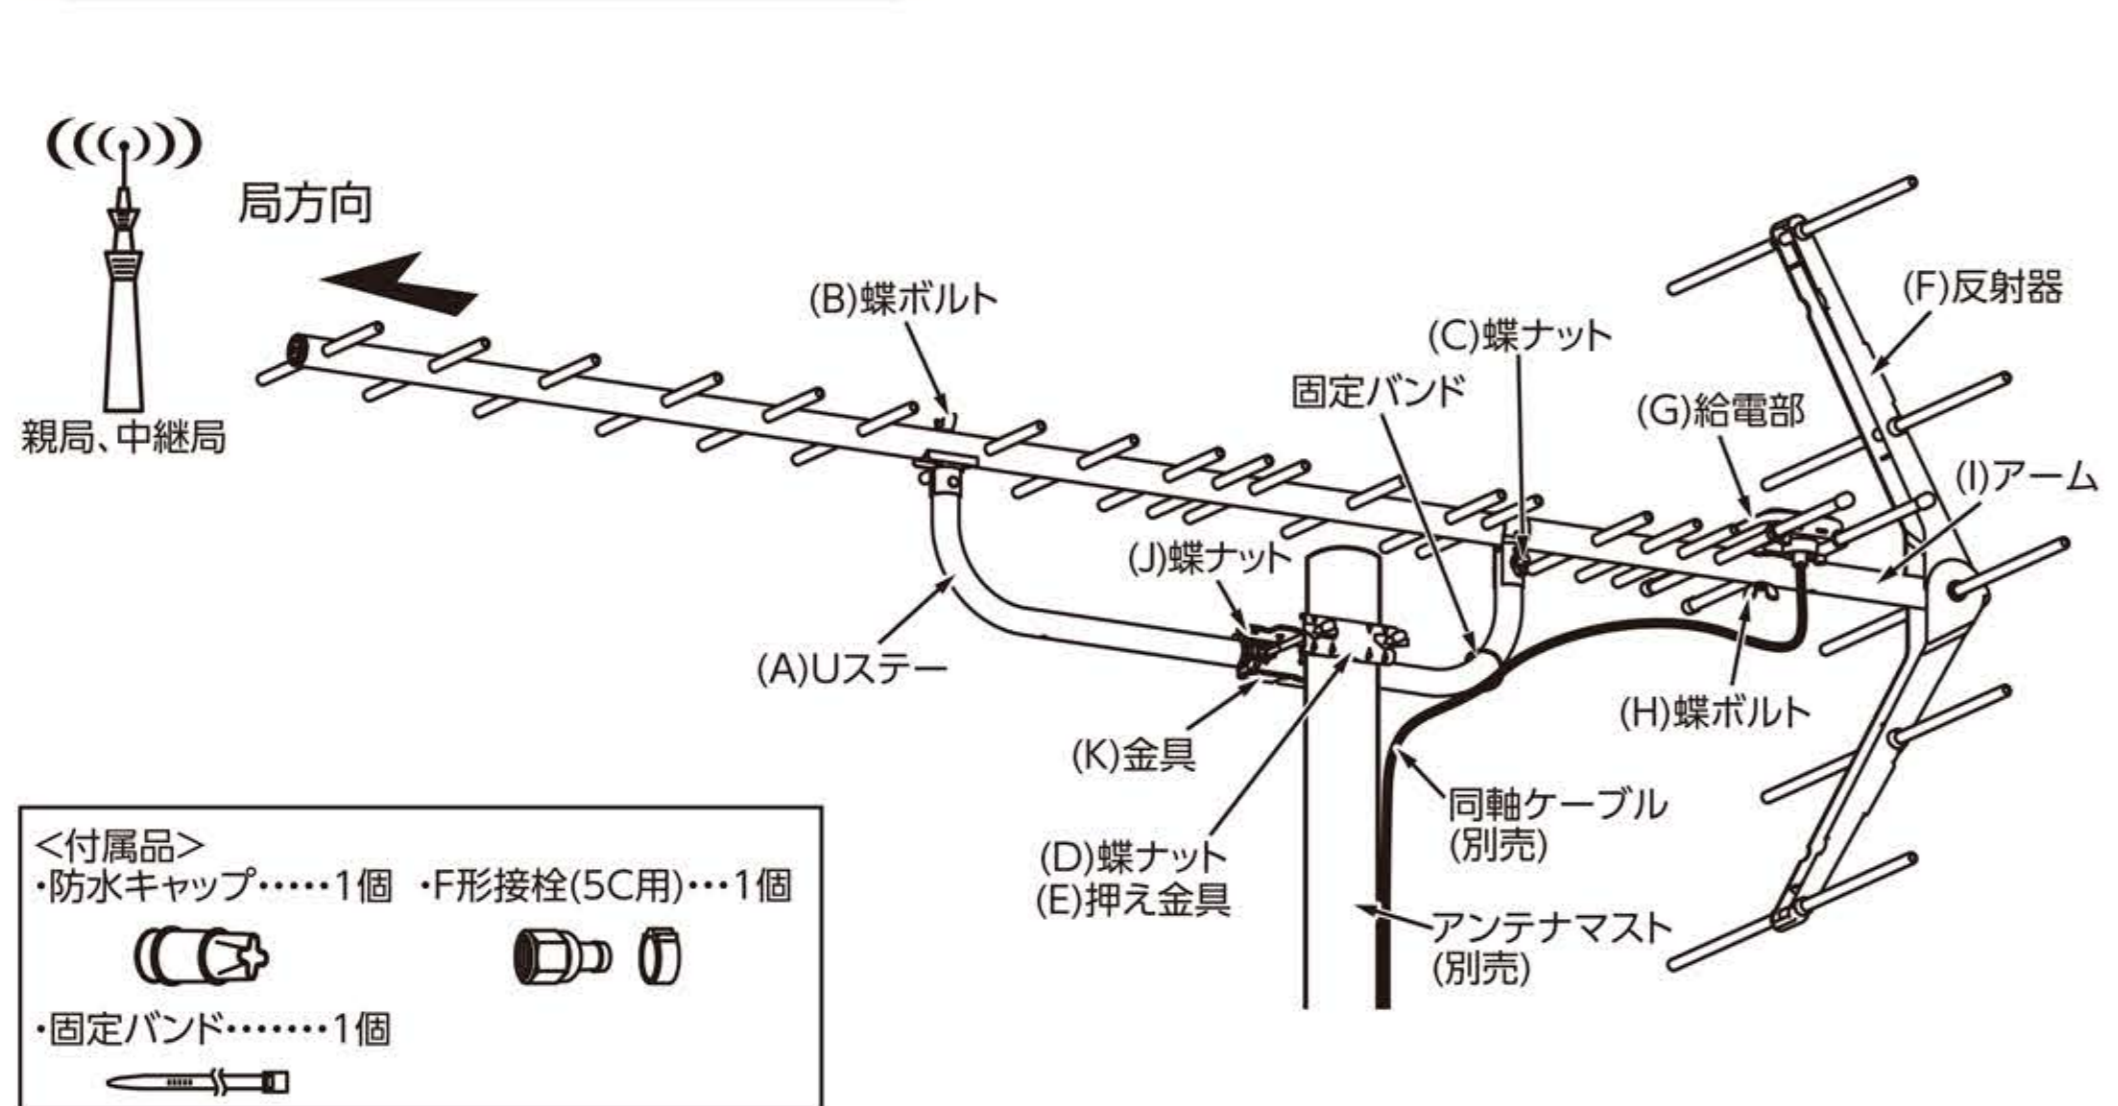 局方向
親局、中継局
(B)蝶ボルト
(C)蝶ナット
固定バンド
(F)反射器
(G)給電部
(I)アーム
(J)蝶ナット
(A)Uステー
(H)蝶ボルト
(K)金具
同軸ケーブル
(別売)
(D)蝶ナット
(E)押え金具
アンテナマスト
(別売)
<付属品>
・防水キャップ・・・・・1個 ・F形接栓(5C用)・・・1個
・固定バンド・・・・・・・1個